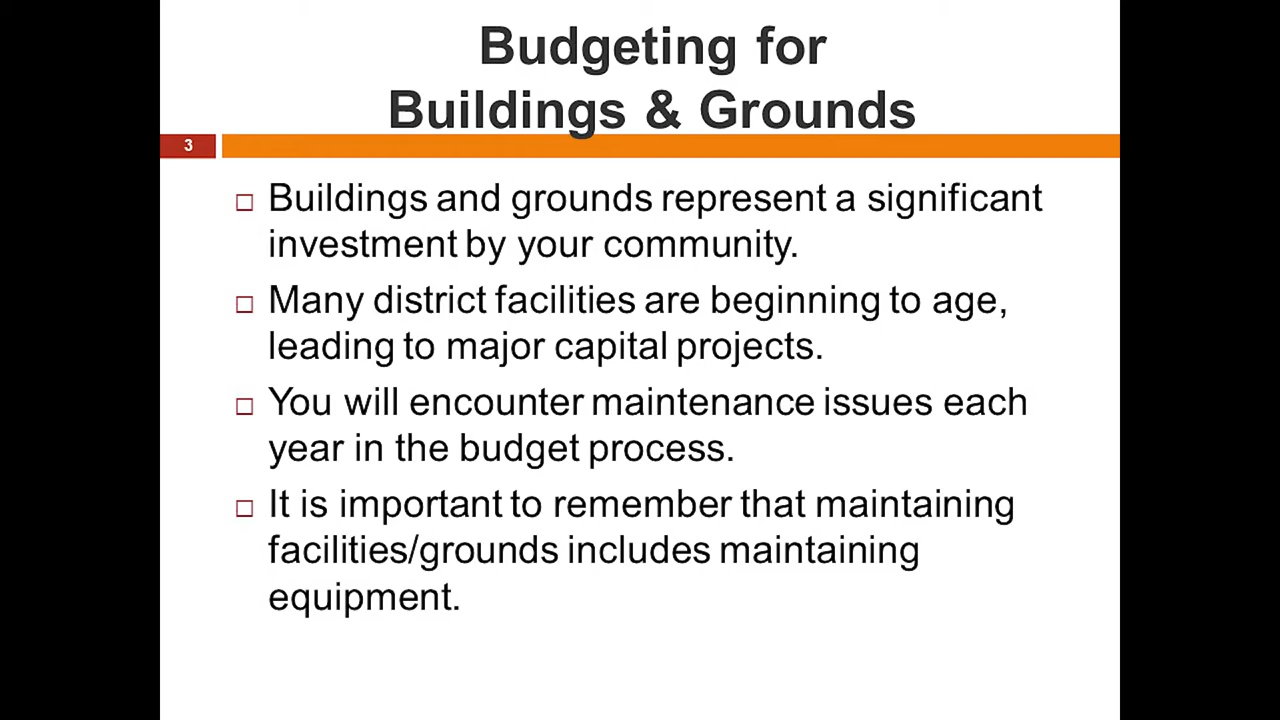 Budgeting for
Buildings & Grounds
3
Buildings and grounds represent a significant
investment by your community.
Many district facilities are beginning to age,
leading to major capital projects.
You will encounter maintenance issues each
year in the budget process.
It is important to remember that maintaining
facilities/grounds includes maintaining
equipment.